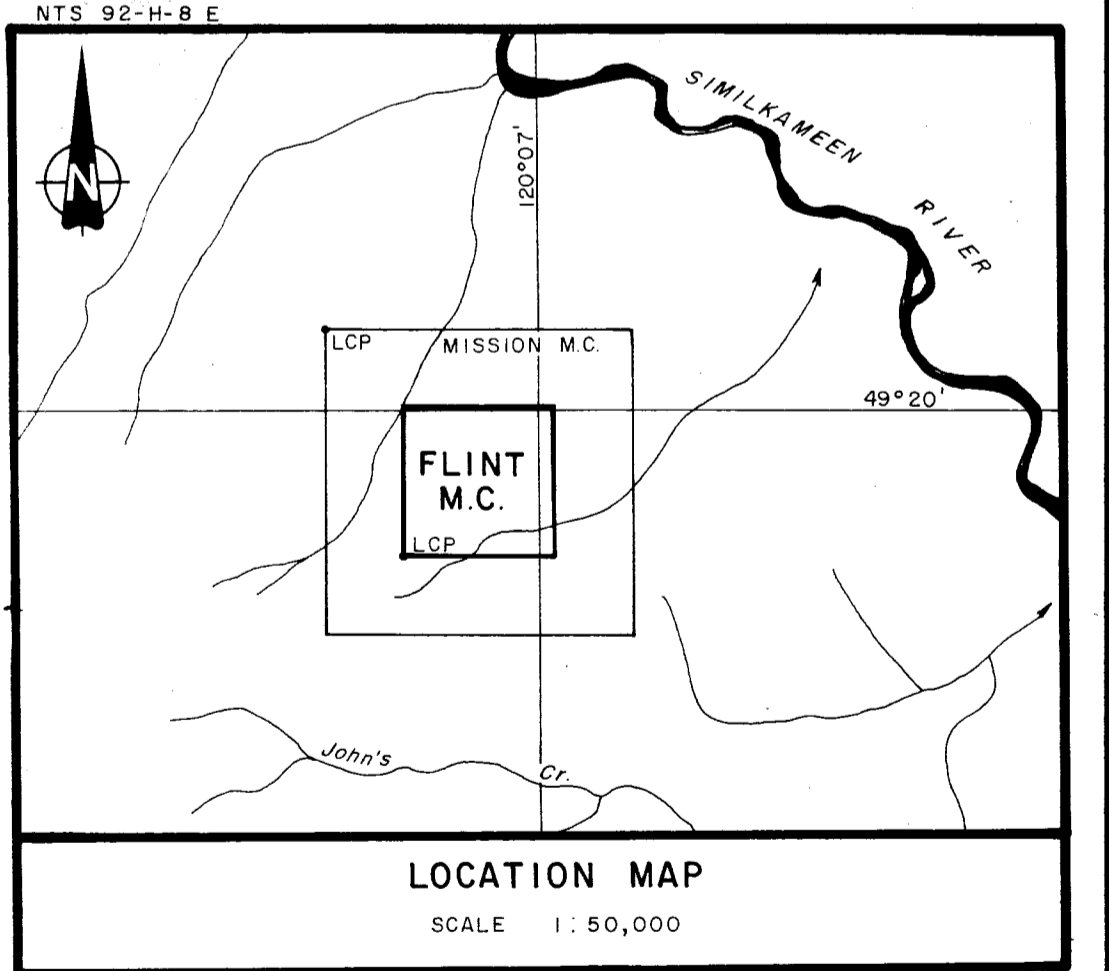 NTS 92-H-8 E
N
SIMILKAMEEN
RIVER
120°07'
LCP
MISSION M.C.
49°20'
FLINT
M.C.
LCP
John's
Cr.
LOCATION MAP
SCALE 1:50,000